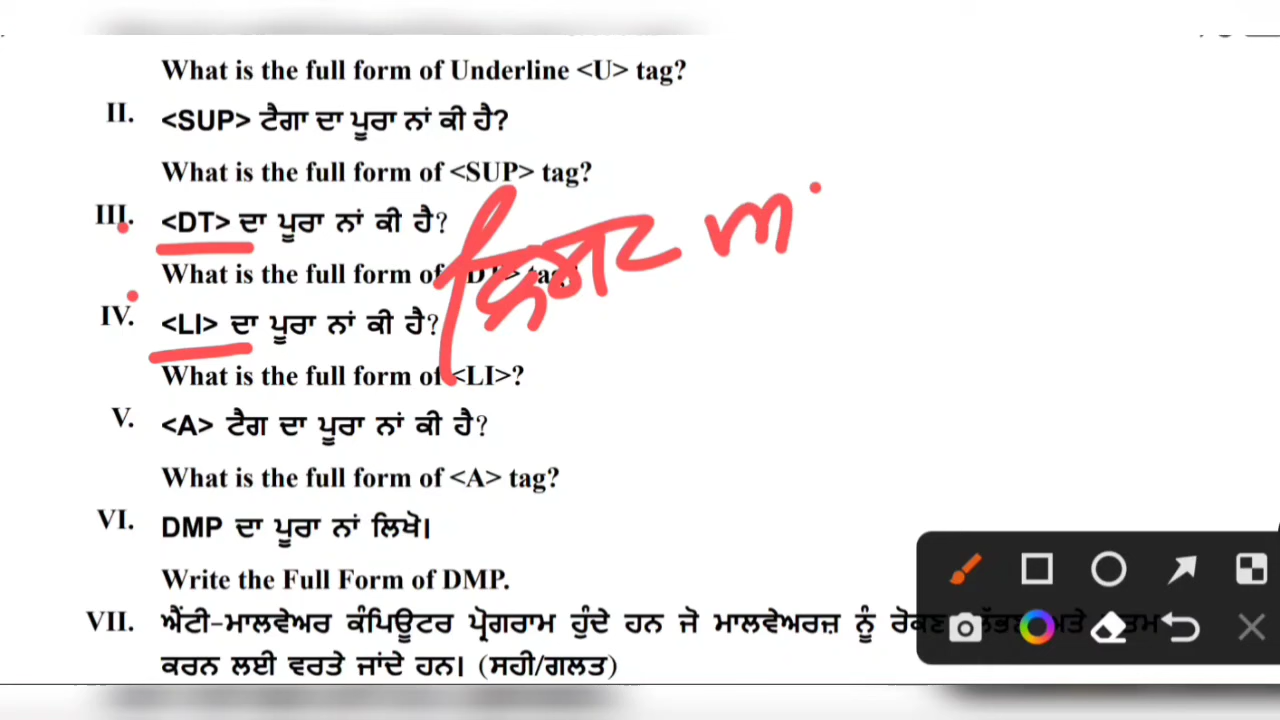 What is the full form of Underline <U> tag?
II. <SUP> ਟੈਗਾ ਦਾ ਪੂਰਾ ਨਾਂ ਕੀ ਹੈ?
What is the full form of <SUP> tag?
III. <DT> ਦਾ ਪੂਰਾ ਨਾਂ ਕੀ ਹੈ?
What is the full form of <DT> tag?
IV. <LI> ਦਾ ਪੂਰਾ ਨਾਂ ਕੀ ਹੈ?
What is the full form of <LI>?
V. <A> ਟੈਗ ਦਾ ਪੂਰਾ ਨਾਂ ਕੀ ਹੈ?
What is the full form of <A> tag?
VI. DMP ਦਾ ਪੂਰਾ ਨਾਂ ਲਿਖੋ।
Write the Full Form of DMP.
VII. ਐਂਟੀ-ਮਾਲਵੇਅਰ ਕੰਪਿਊਟਰ ਪ੍ਰੋਗਰਾਮ ਹੁੰਦੇ ਹਨ ਜੋ ਮਾਲਵੇਅਰਜ਼ ਨੂੰ ਰੋਕਣ
ਕਰਨ ਲਈ ਵਰਤੇ ਜਾਂਦੇ ਹਨ। (ਸਹੀ/ਗਲਤ)